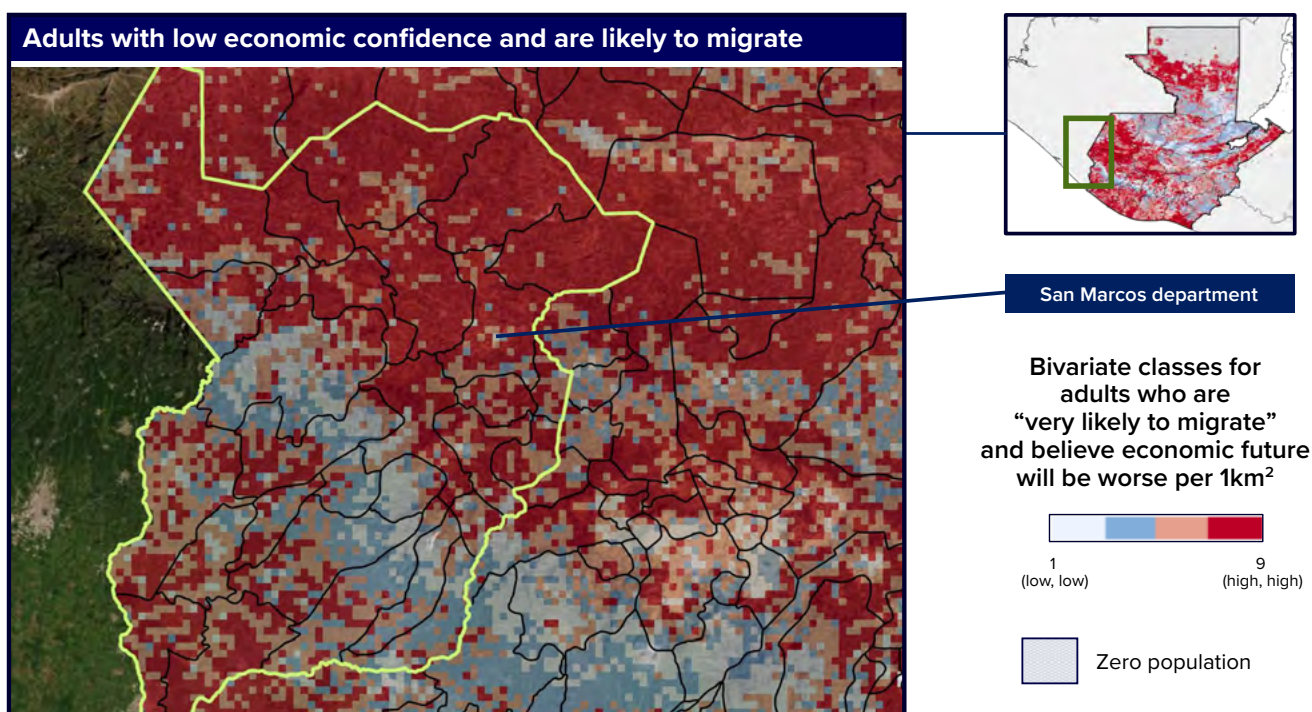 Adults with low economic confidence and are likely to migrate
San Marcos department
Bivariate classes for
adults who are
“very likely to migrate”
and believe economic future
will be worse per 1km²
1
(low, low)
9
(high, high)
Zero population